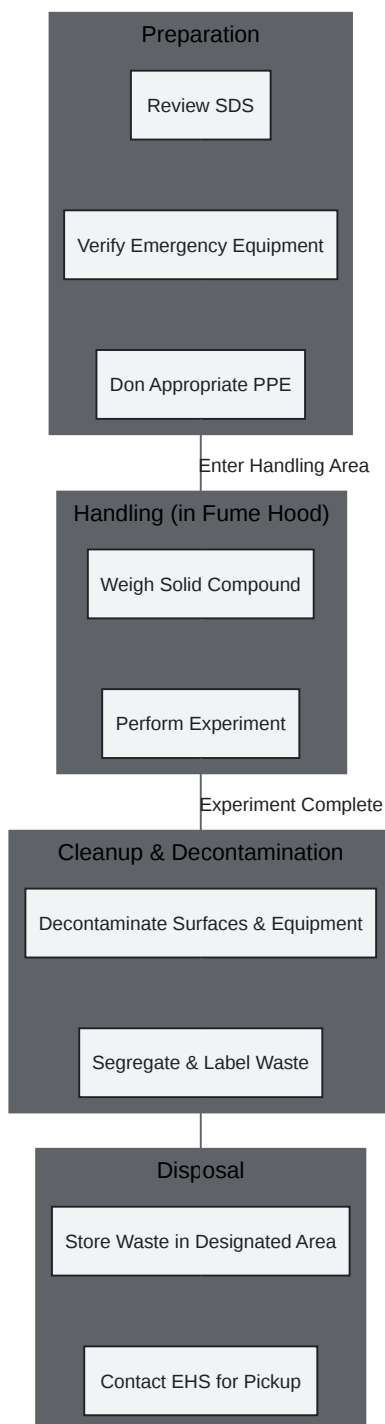 Preparation
Review SDS
Verify Emergency Equipment
Don Appropriate PPE
Enter Handling Area
Handling (in Fume Hood)
Weigh Solid Compound
Perform Experiment
Experiment Complete
Cleanup & Decontamination
Decontaminate Surfaces & Equipment
Segregate & Label Waste
Disposal
Store Waste in Designated Area
Contact EHS for Pickup